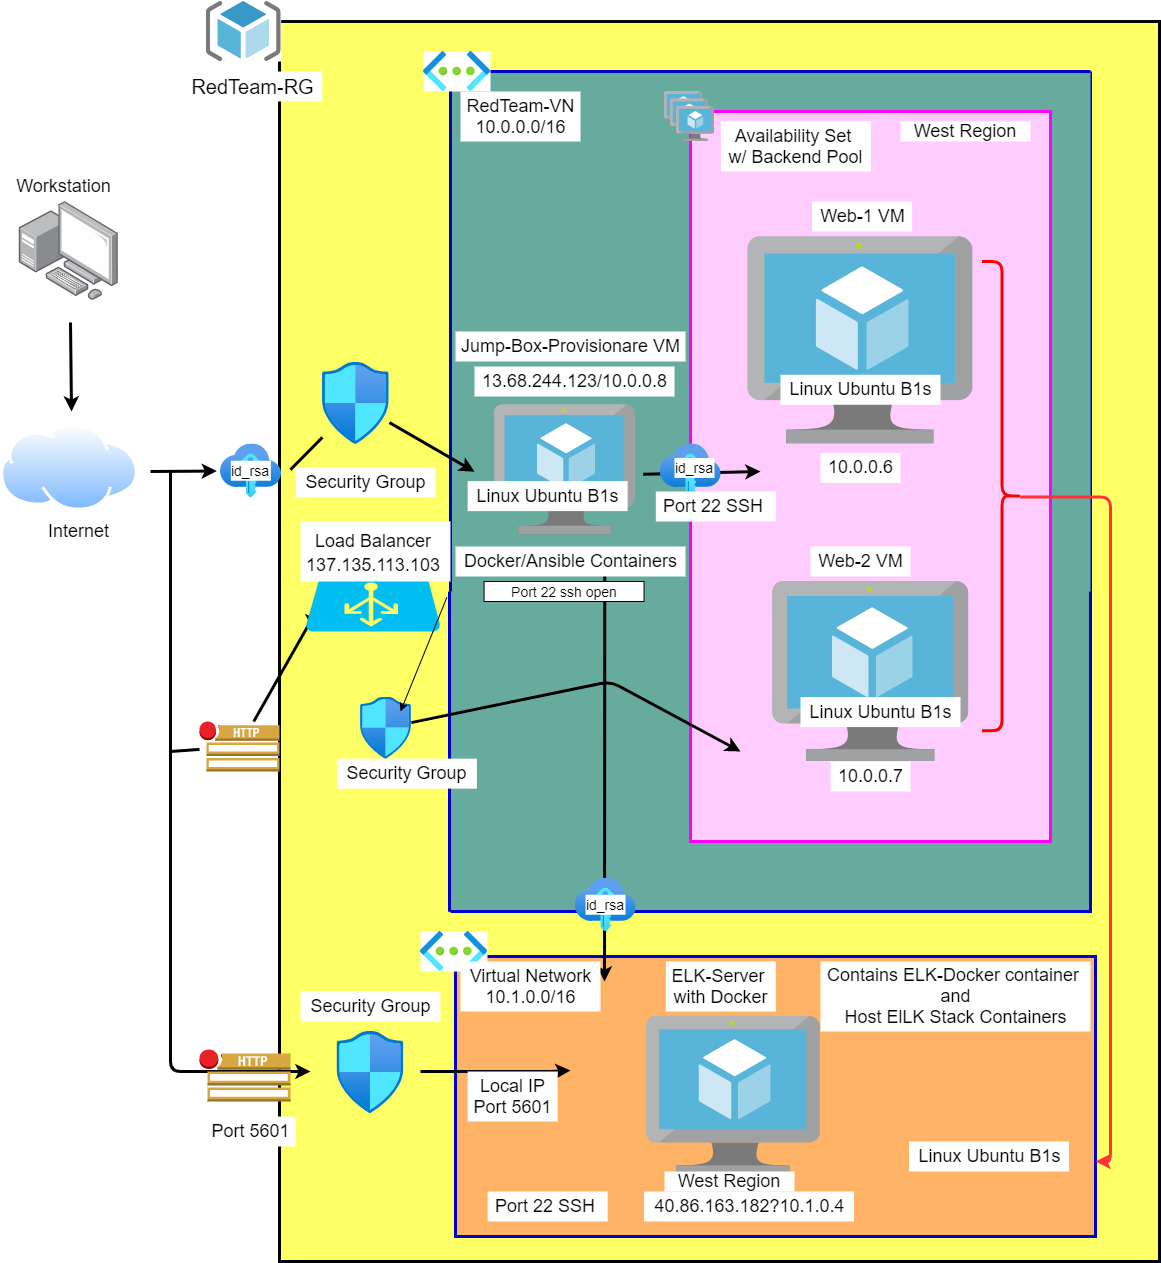 RedTeam-RG
RedTeam-VN
10.0.0.0/16
Availability Set
w/ Backend Pool
West Region
Workstation
Web-1 VM
Linux Ubuntu B1s
10.0.0.6
Jump-Box-Provisionare VM
13.68.244.123/10.0.0.8
Linux Ubuntu B1s
id_rsa
Security Group
id_rsa
Port 22 SSH
Internet
Load Balancer
137.135.113.103
Docker/Ansible Containers
Port 22 ssh open
Web-2 VM
Linux Ubuntu B1s
10.0.0.7
HTTP
Security Group
id_rsa
Virtual Network
10.1.0.0/16
ELK-Server
with Docker
Contains ELK-Docker container
and
Host ElLK Stack Containers
Security Group
HTTP
Port 5601
Local IP
Port 5601
Linux Ubuntu B1s
West Region
40.86.163.182?10.1.0.4
Port 22 SSH